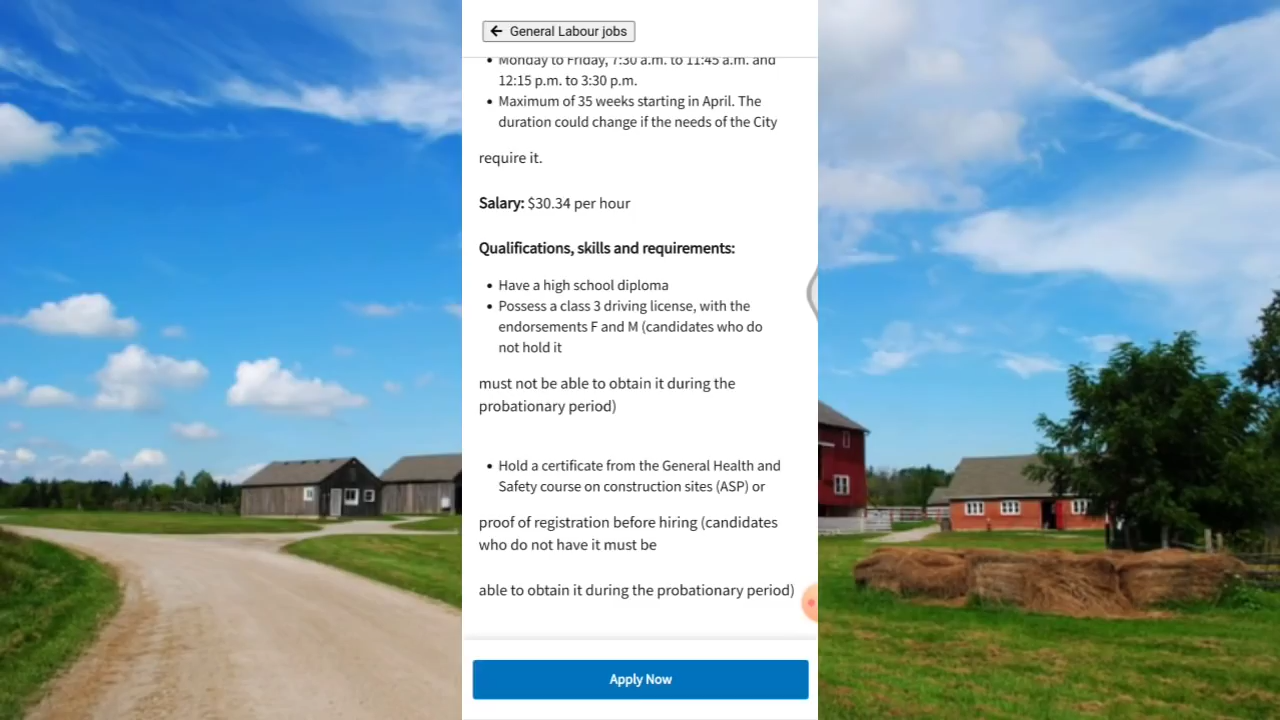 General Labour jobs
Monday to Friday, 7:30 a.m. to 11:45 a.m. and
12:15 p.m. to 3:30 p.m.
Maximum of 35 weeks starting in April. The
duration could change if the needs of the City
require it.
Salary: $30.34 per hour
Qualifications, skills and requirements:
Have a high school diploma
Possess a class 3 driving license, with the
endorsements F and M (candidates who do
not hold it
must not be able to obtain it during the
probationary period)
Hold a certificate from the General Health and
Safety course on construction sites (ASP) or
proof of registration before hiring (candidates
who do not have it must be
able to obtain it during the probationary period)
Apply Now